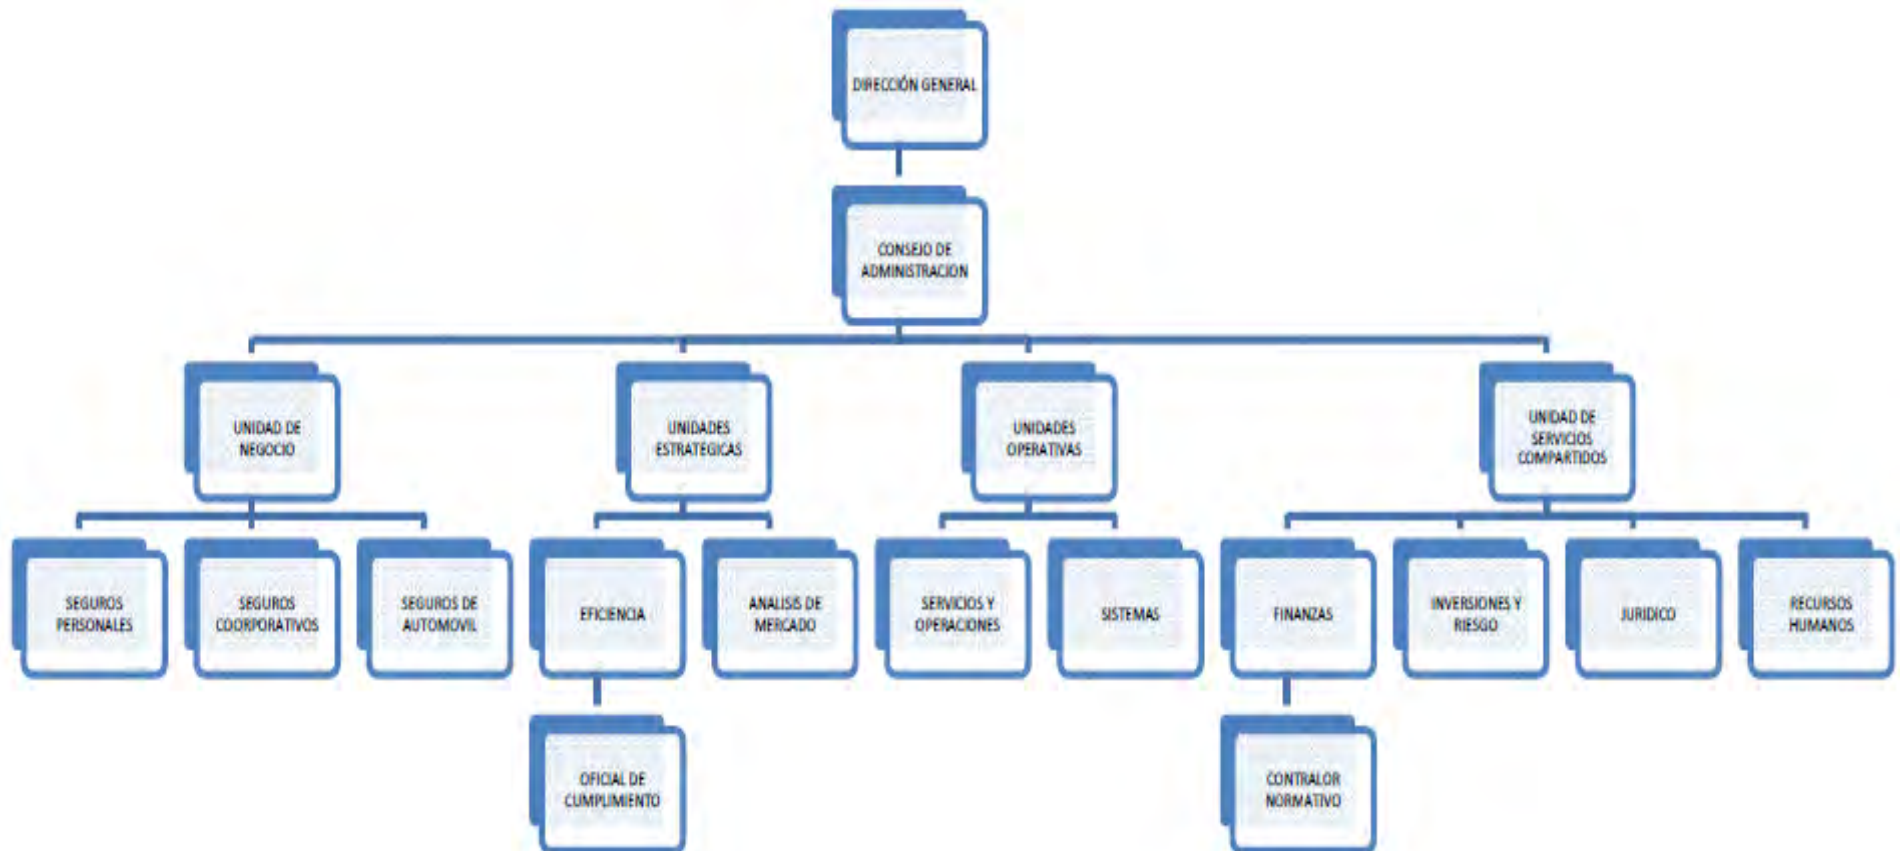 DIRECCIÓN GENERAL
CONSEJO DE
ADMINISTRACION
UNIDAD DE
NEGOCIO
UNIDADES
ESTRATEGICAS
UNIDADES
OPERATIVAS
UNIDAD DE
SERVICIOS
COMPARTIDOS
SEGUROS
PERSONALES
SEGUROS
COORPORATIVOS
SEGUROS DE
AUTOMOVIL
EFICIENCIA
ANALISIS DE
MERCADO
SERVICIOS Y
OPERACIONES
SISTEMAS
FINANZAS
INVERSIONES Y
RIESGO
JURIDICO
RECURSOS
HUMANOS
OFICIAL DE
CUMPLIMIENTO
CONTRALOR
NORMATIVO